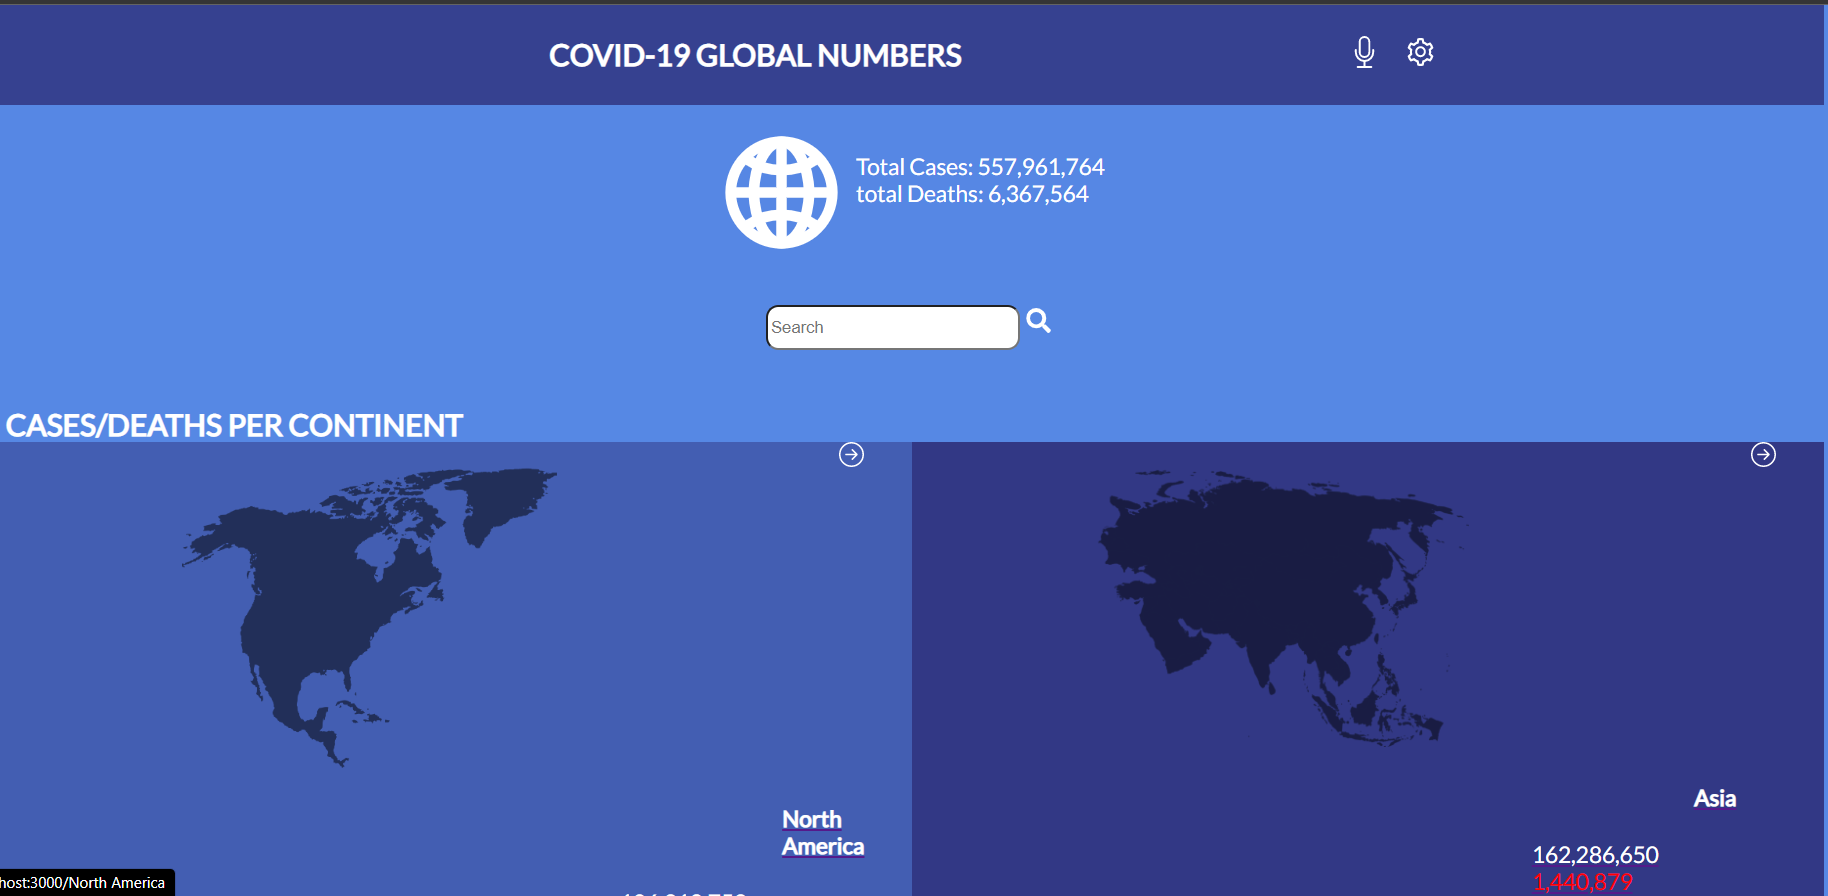 COVID-19 GLOBAL NUMBERS
Total Cases: 557,961,764
total Deaths: 6,367,564
Search
CASES/DEATHS PER CONTINENT
North
America
Asia
162,286,650
1,440,879
host:3000/North America